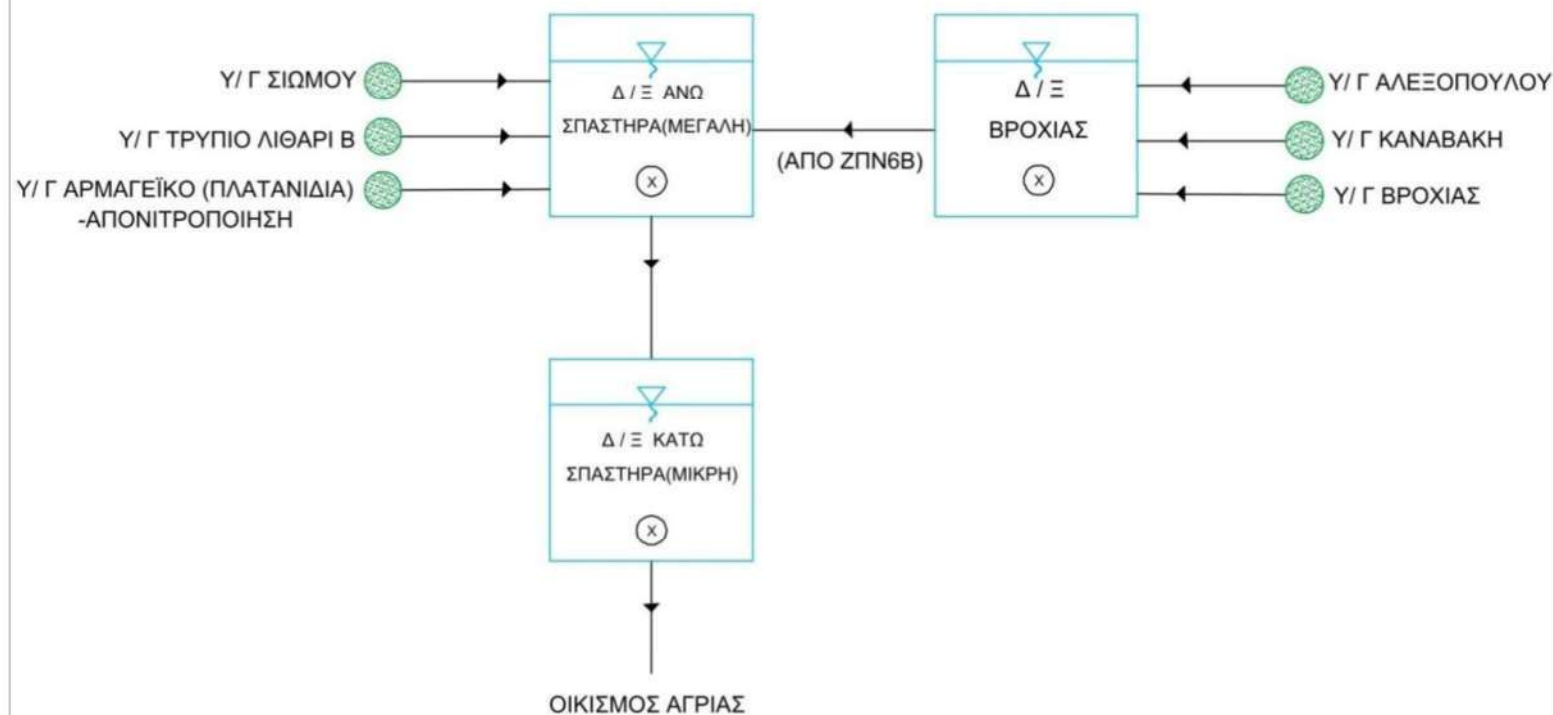 Υ/ Γ ΣΙΩΜΟΥ
Υ/ Γ ΤΡΥΠΙΟ ΛΙΘΑΡΙ Β
Υ/ Γ ΑΡΜΑΓΕΪΚΟ (ΠΛΑΤΑΝΙΔΙΑ)
-ΑΠΟΝΙΤΡΟΠΟΙΗΣΗ
Δ / Ξ ΑΝΩ
ΣΠΑΣΤΗΡΑ(ΜΕΓΑΛΗ)
X
(ΑΠΟ ΖΠΝ6Β)
Δ / Ξ
ΒΡΟΧΙΑΣ
X
Υ/ Γ ΑΛΕΞΟΠΟΥΛΟΥ
Υ/ Γ ΚΑΝΑΒΑΚΗ
Υ/ Γ ΒΡΟΧΙΑΣ
Δ / Ξ ΚΑΤΩ
ΣΠΑΣΤΗΡΑ(ΜΙΚΡΗ)
X
ΟΙΚΙΣΜΟΣ ΑΓΡΙΑΣ